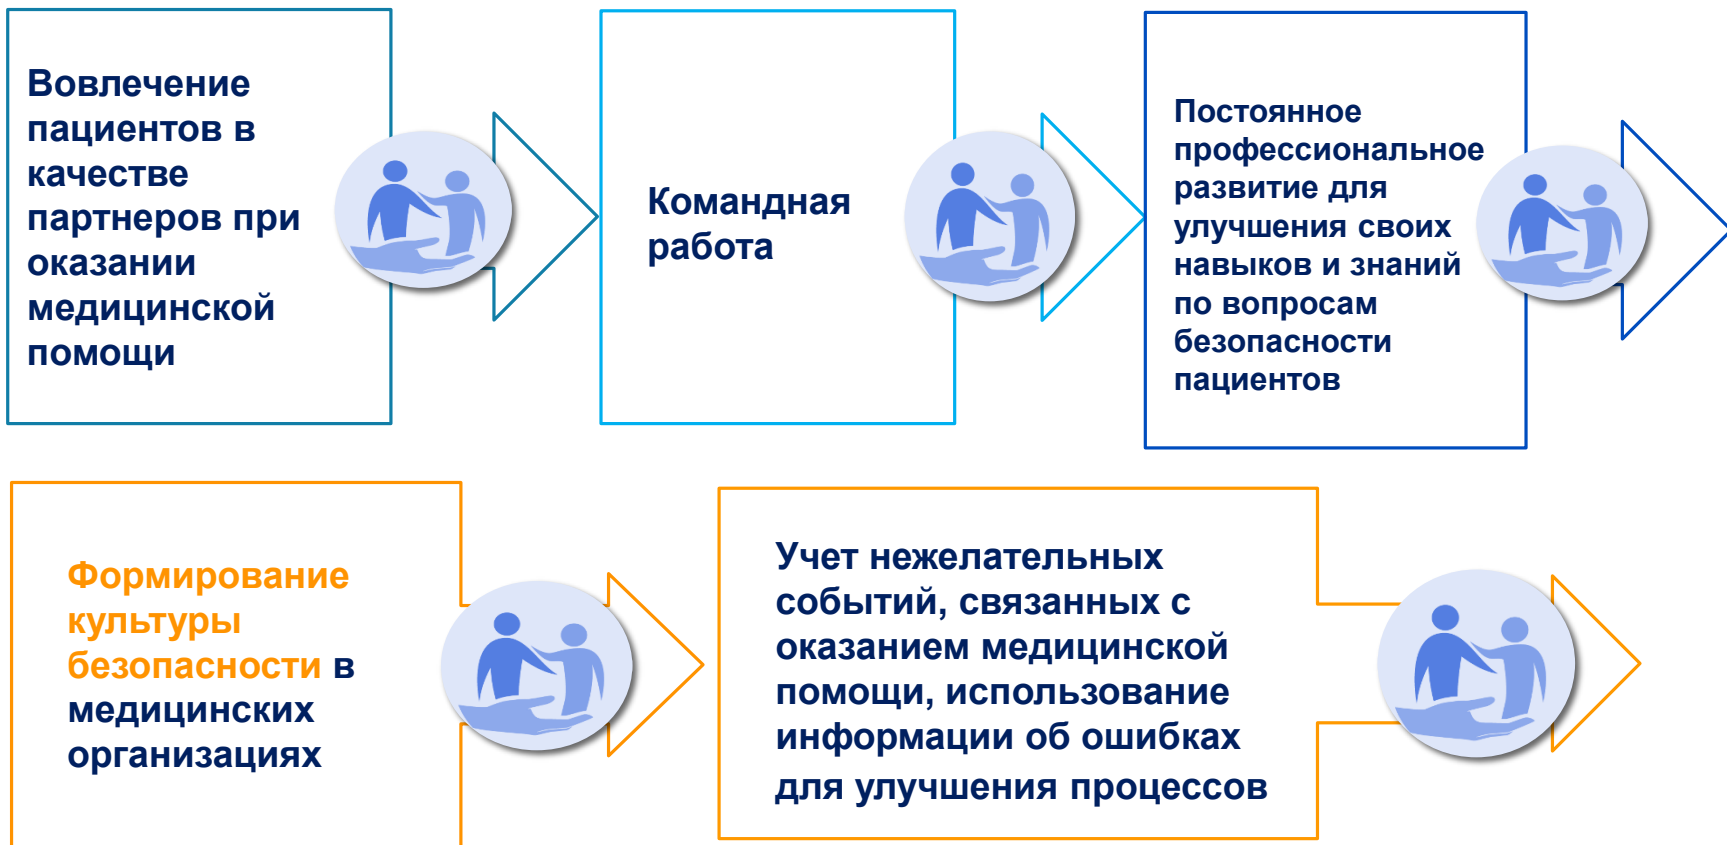 Вовлечение
пациентов в
качестве
партнеров при
оказании
медицинской
помощи
Командная
работа
Постоянное
профессиональное
развитие для
улучшения своих
навыков и знаний
по вопросам
безопасности
пациентов
Формирование
культуры
безопасности в
медицинских
организациях
Учет нежелательных
событий, связанных с
оказанием медицинской
помощи, использование
информации об ошибках
для улучшения процессов